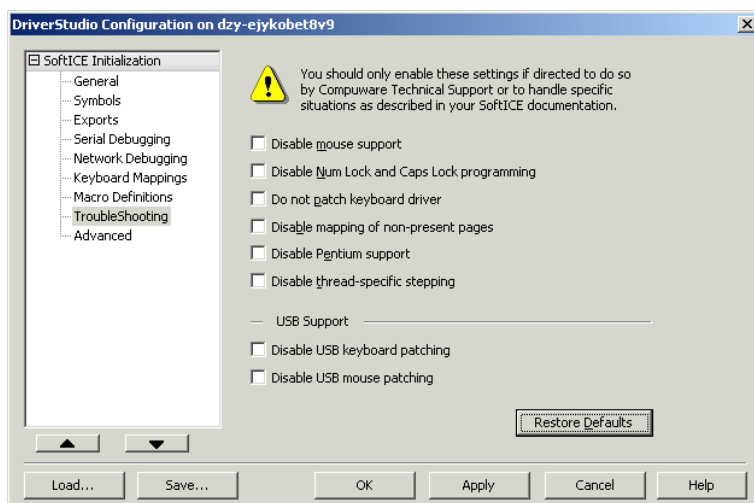 DriverStudio Configuration on dzy-ejykobet8v9
SoftICE Initialization
General
Symbols
Exports
Serial Debugging
Network Debugging
Keyboard Mappings
Macro Definitions
TroubleShooting
Advanced
You should only enable these settings if directed to do so
by Compuware Technical Support or to handle specific
situations as described in your SoftICE documentation.
Disable mouse support
Disable Num Lock and Caps Lock programming
Do not patch keyboard driver
Disable mapping of non-present pages
Disable Pentium support
Disable thread-specific stepping
USB Support
Disable USB keyboard patching
Disable USB mouse patching
Restore Defaults
Load...
Save...
OK
Apply
Cancel
Help